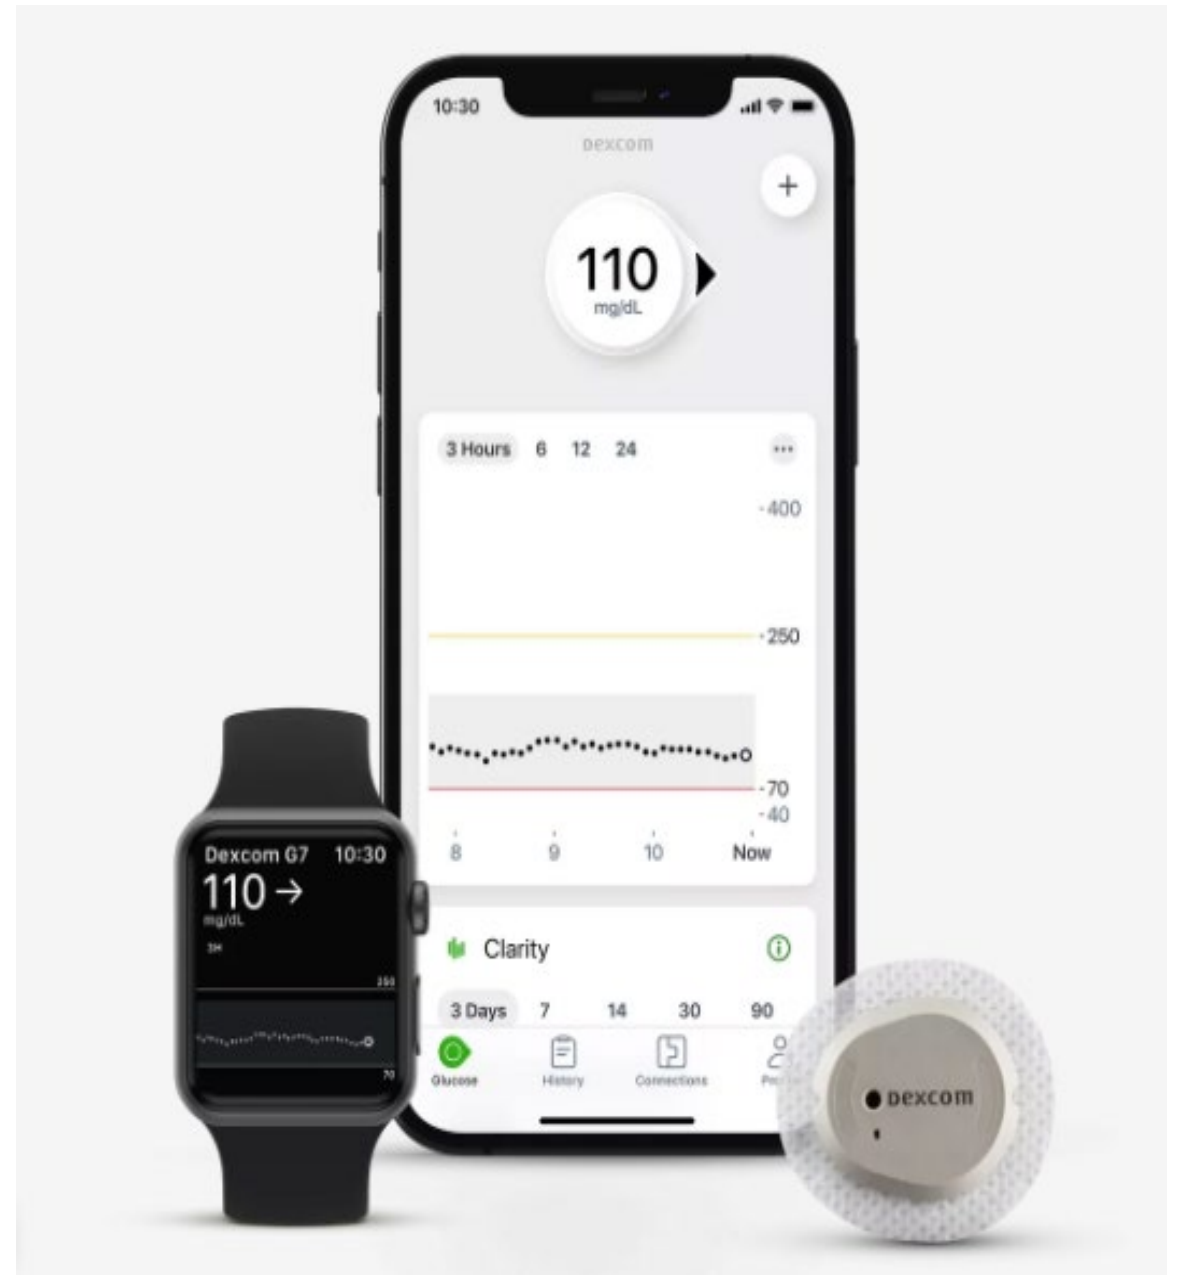 10:30
Dexcom
+
110
mg/dL
3 Hours 6 12 24
400
250
70
40
8 9 10 Now
Clarity
3 Days 7 14 30 90
Glucose History Connections
Dexcom G7 10:30
110 →
mg/dL
3H
250
70
Dexcom